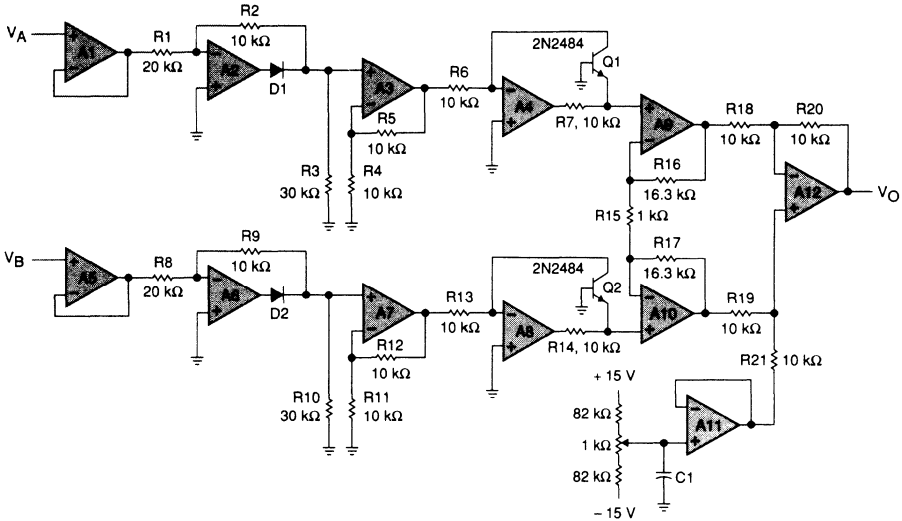 V_A
A1
R1
20 kΩ
R2
10 kΩ
A2
D1
R3
30 kΩ
A3
R5
10 kΩ
R4
10 kΩ
R6
10 kΩ
A4
2N2484
Q1
R7, 10 kΩ
A9
R16
16.3 kΩ
R15
1 kΩ
R18
10 kΩ
R20
10 kΩ
A12
V_O
V_B
A5
R8
20 kΩ
R9
10 kΩ
A6
D2
R10
30 kΩ
A7
R12
10 kΩ
R11
10 kΩ
R13
10 kΩ
A8
2N2484
Q2
R14, 10 kΩ
R17
16.3 kΩ
A10
R19
10 kΩ
R21
10 kΩ
+ 15 V
82 kΩ
1 kΩ
82 kΩ
– 15 V
C1
A11